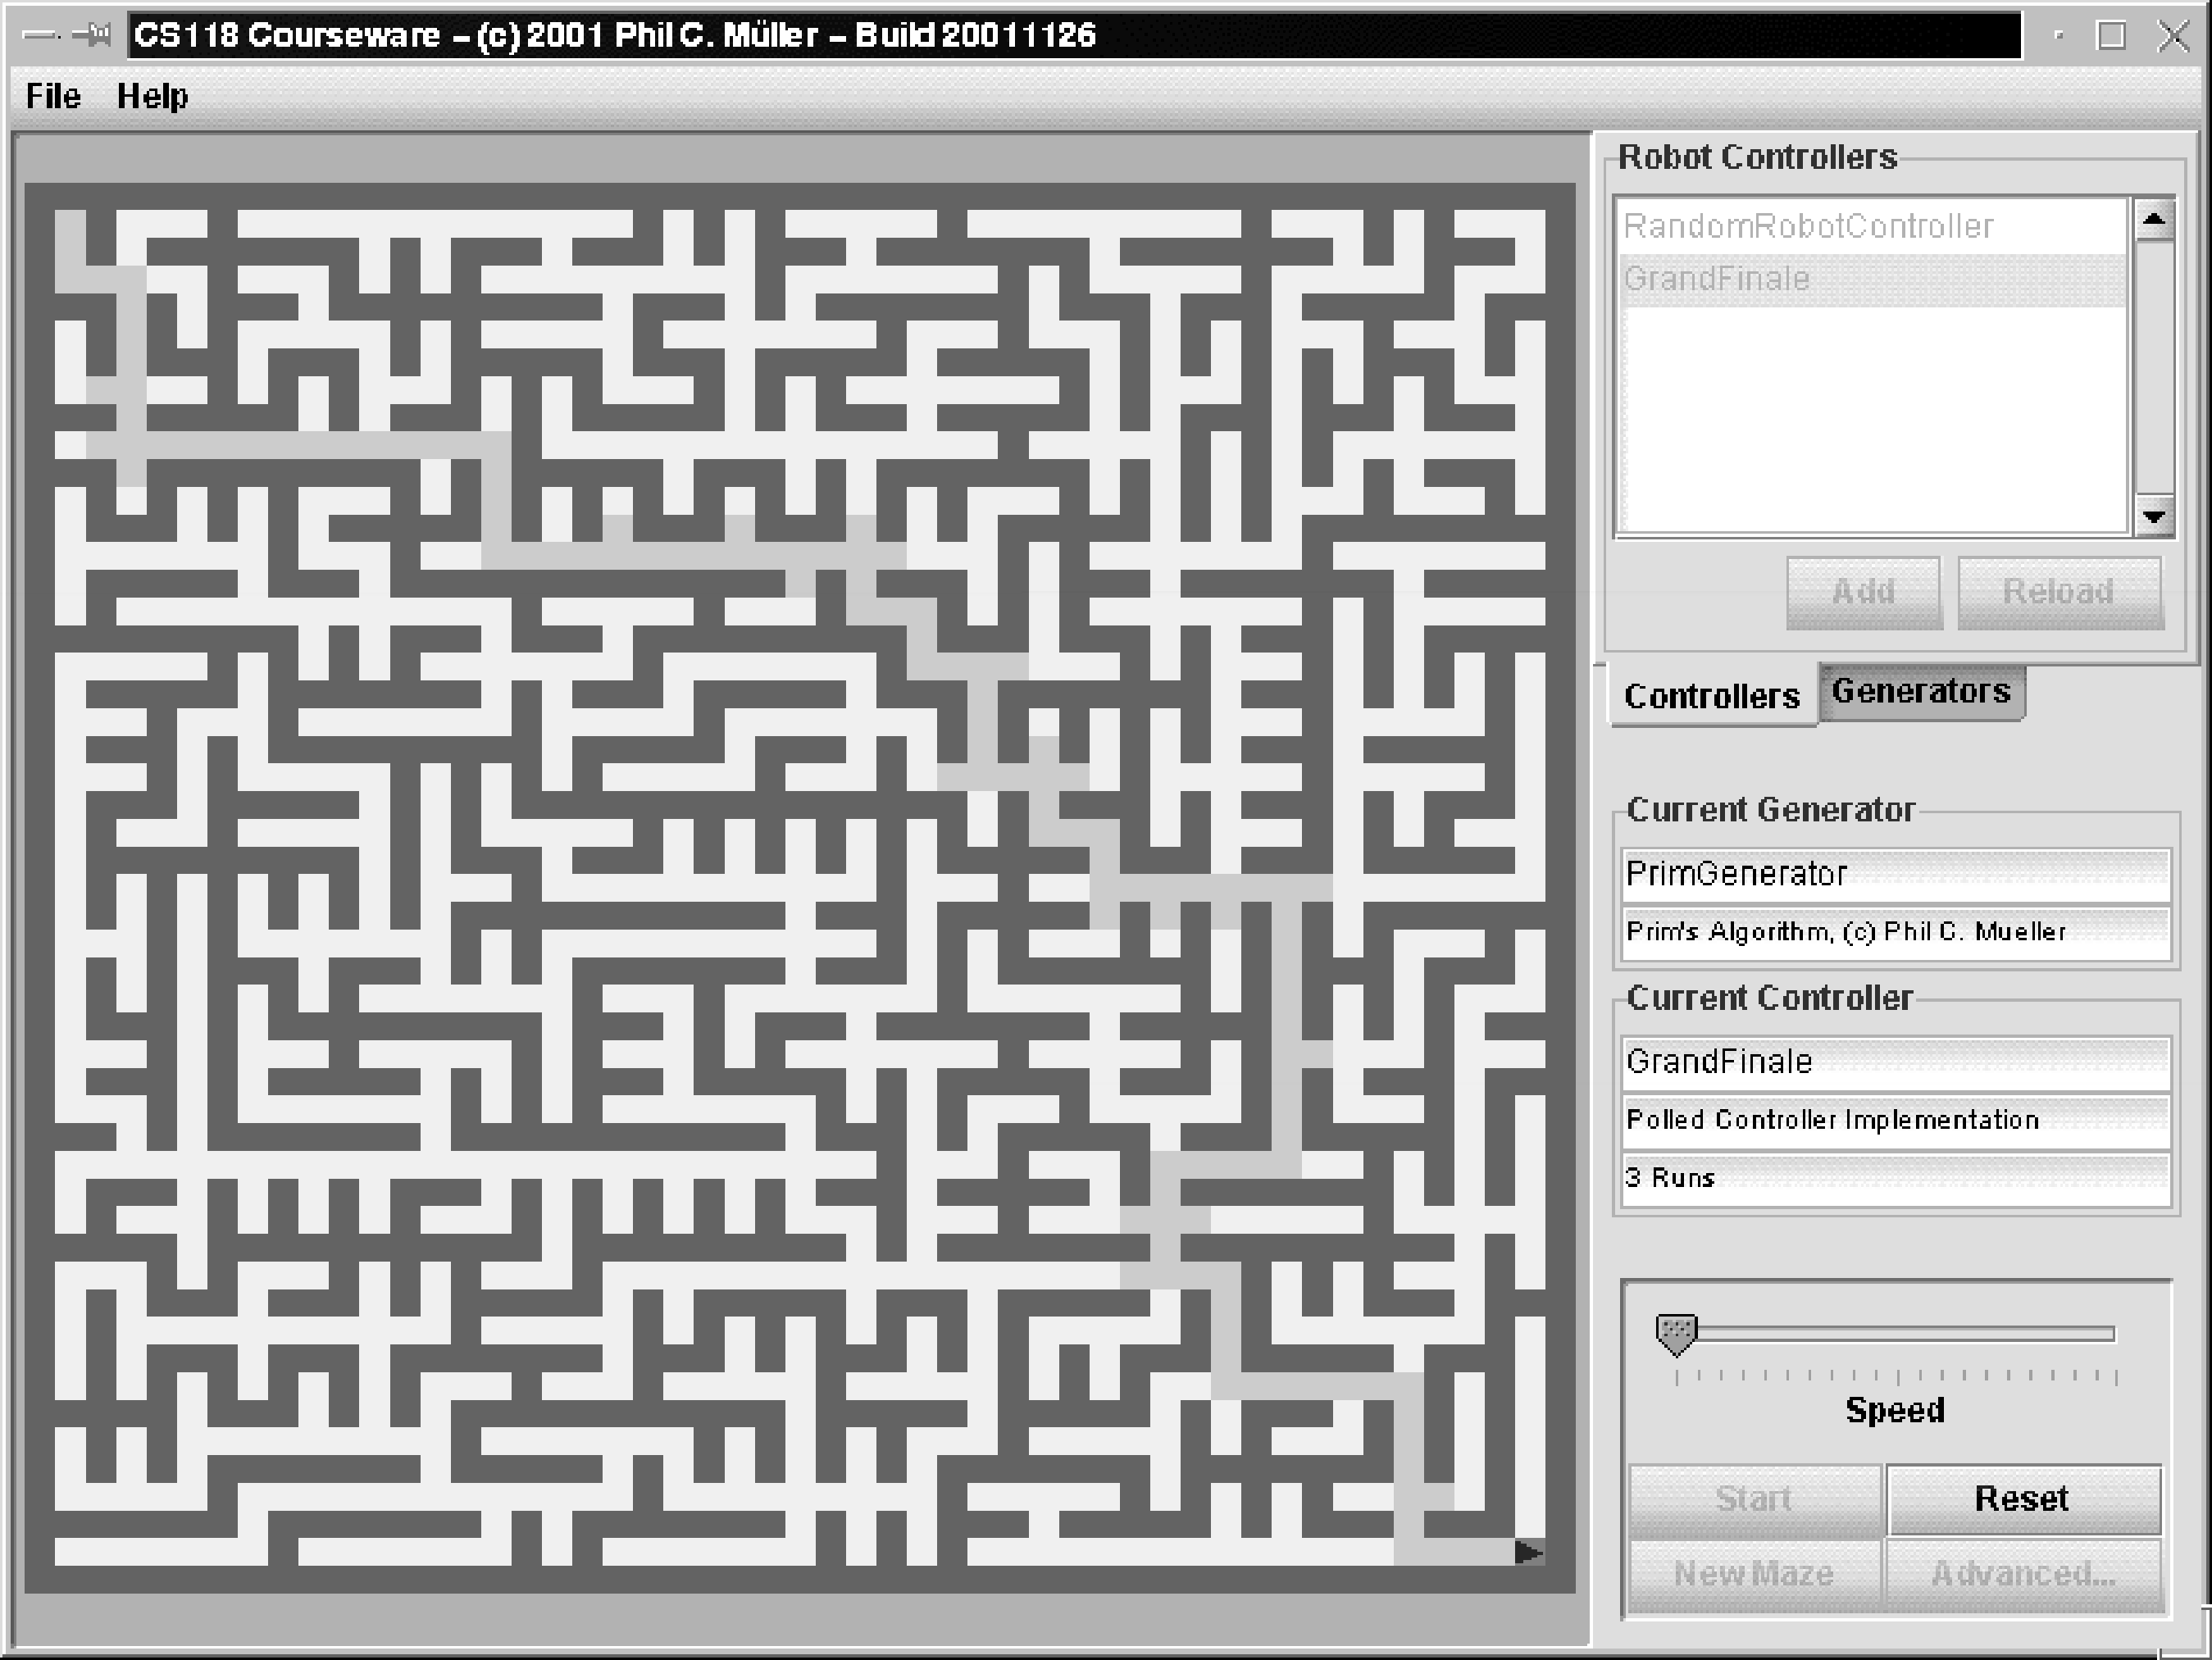 CS118 Courseware – (c) 2001 Phil C. Müller – Build 20011126
File Help
Robot Controllers
RandomRobotController
GrandFinale
Add Reload
Controllers Generators
Current Generator
PrimGenerator
Prim's Algorithm, (c) Phil C. Mueller
Current Controller
GrandFinale
Polled Controller Implementation
3 Runs
Speed
Start Reset
New Maze Advanced...